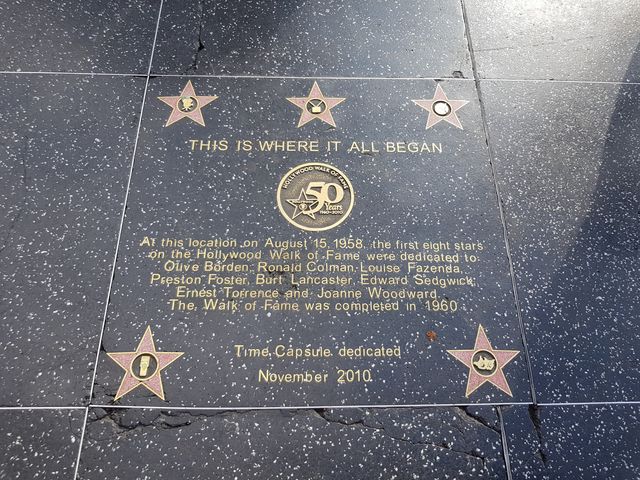 THIS IS WHERE IT ALL BEGAN
HOLLYWOOD WALK OF FAME
50
Years
1960-2010
At this location on August 15, 1958, the first eight stars
on the Hollywood Walk of Fame were dedicated to:
Olive Borden, Ronald Colman, Louise Fazenda,
Preston Foster, Burt Lancaster, Edward Sedgwick,
Ernest Torrence and Joanne Woodward.
The Walk of Fame was completed in 1960.
Time Capsule dedicated
November 2010